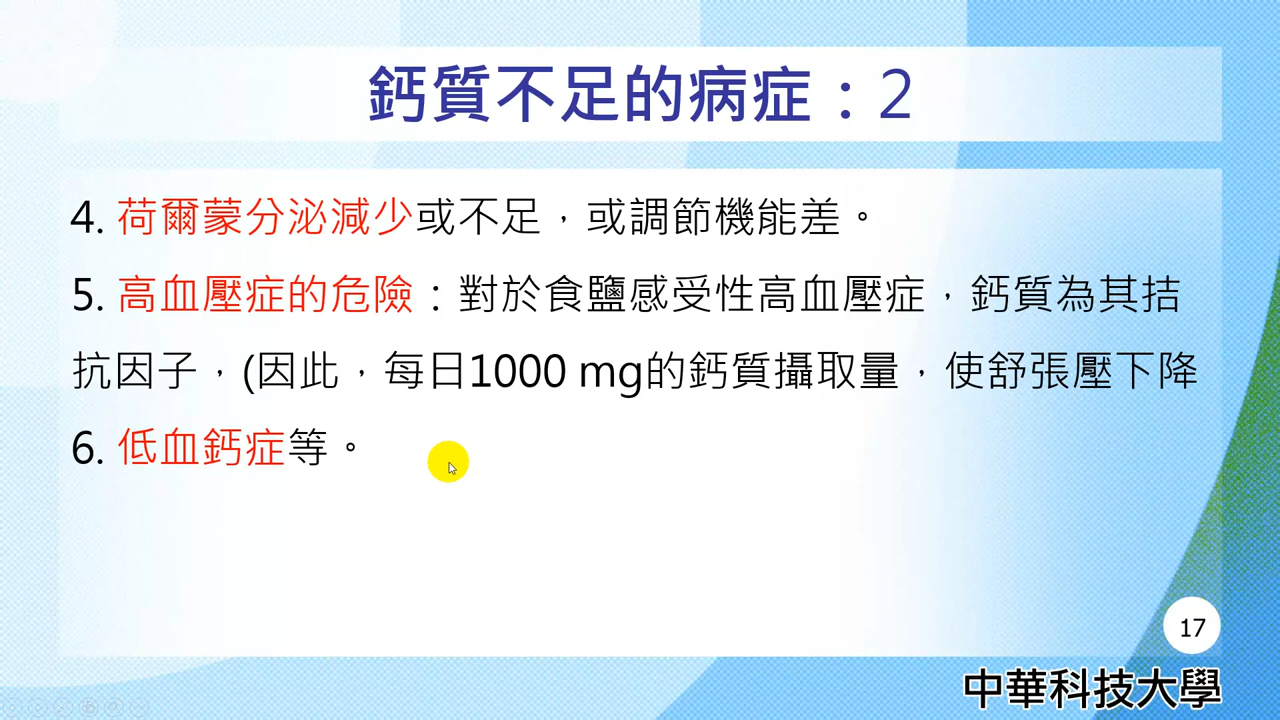 鈣質不足的病症：2
4. 荷爾蒙分泌減少或不足，或調節機能差。
5. 高血壓症的危險：對於食鹽感受性高血壓症，鈣質為其拮
抗因子，(因此，每日1000 mg的鈣質攝取量，使舒張壓下降
6. 低血鈣症等。
17
中華科技大學